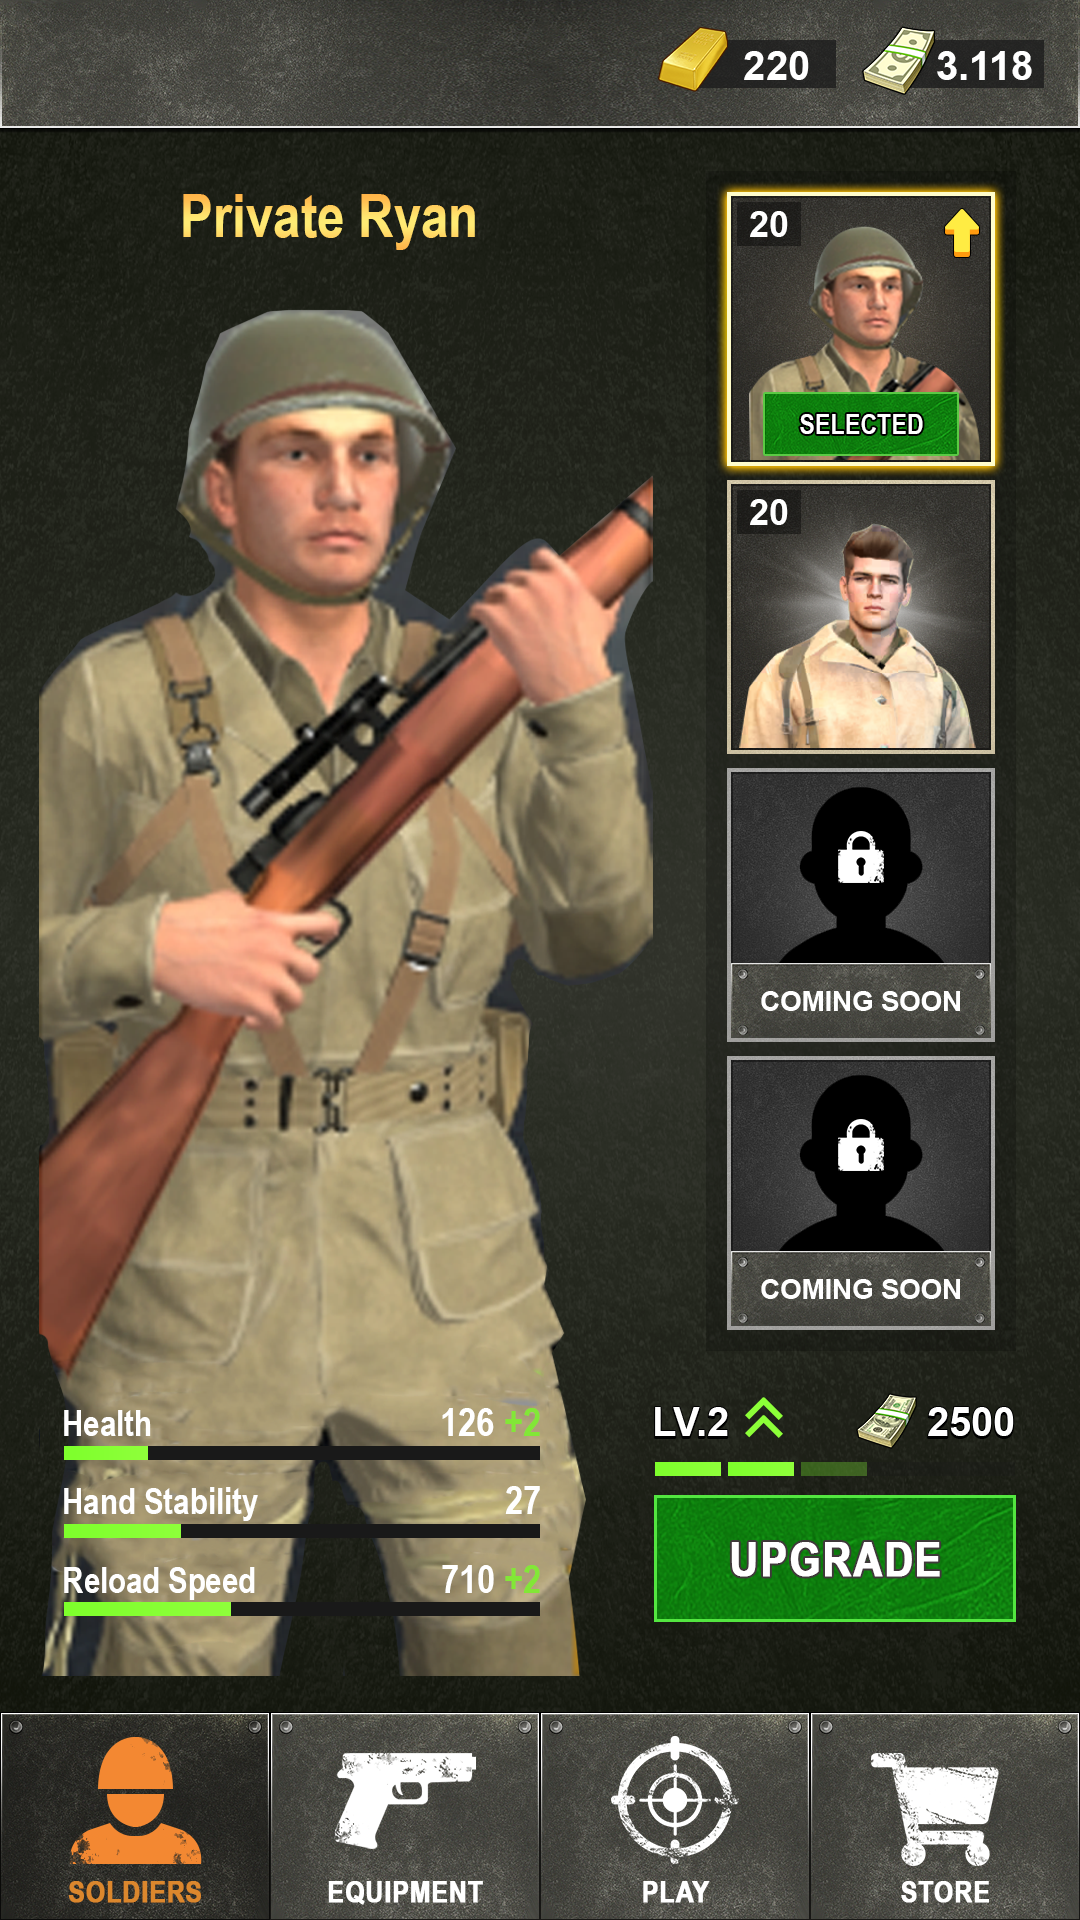 220 3.118
Private Ryan
20
SELECTED
20
COMING SOON
COMING SOON
Health 126 +2
Hand Stability 27
Reload Speed 710 +2
LV.2 2500
UPGRADE
SOLDIERS EQUIPMENT PLAY STORE